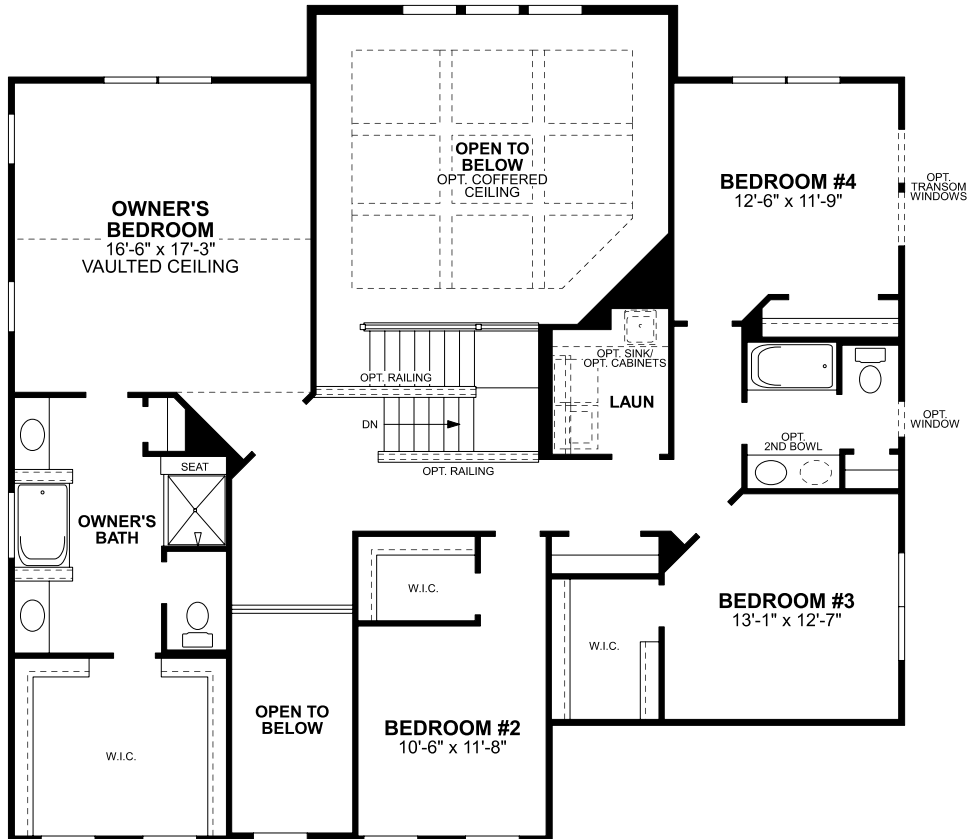 OPEN TO
BELOW
OPT. COFFERED
CEILING
OWNER'S
BEDROOM
16'-6" x 17'-3"
VAULTED CEILING
BEDROOM #4
12'-6" x 11'-9"
OPT.
TRANSOM
WINDOWS
OPT. RAILING
DN
OPT. RAILING
OPT. SINK/
OPT. CABINETS
LAUN
OPT.
2ND BOWL
OPT.
WINDOW
SEAT
OWNER'S
BATH
W.I.C.
W.I.C.
BEDROOM #3
13'-1" x 12'-7"
OPEN TO
BELOW
BEDROOM #2
10'-6" x 11'-8"
W.I.C.